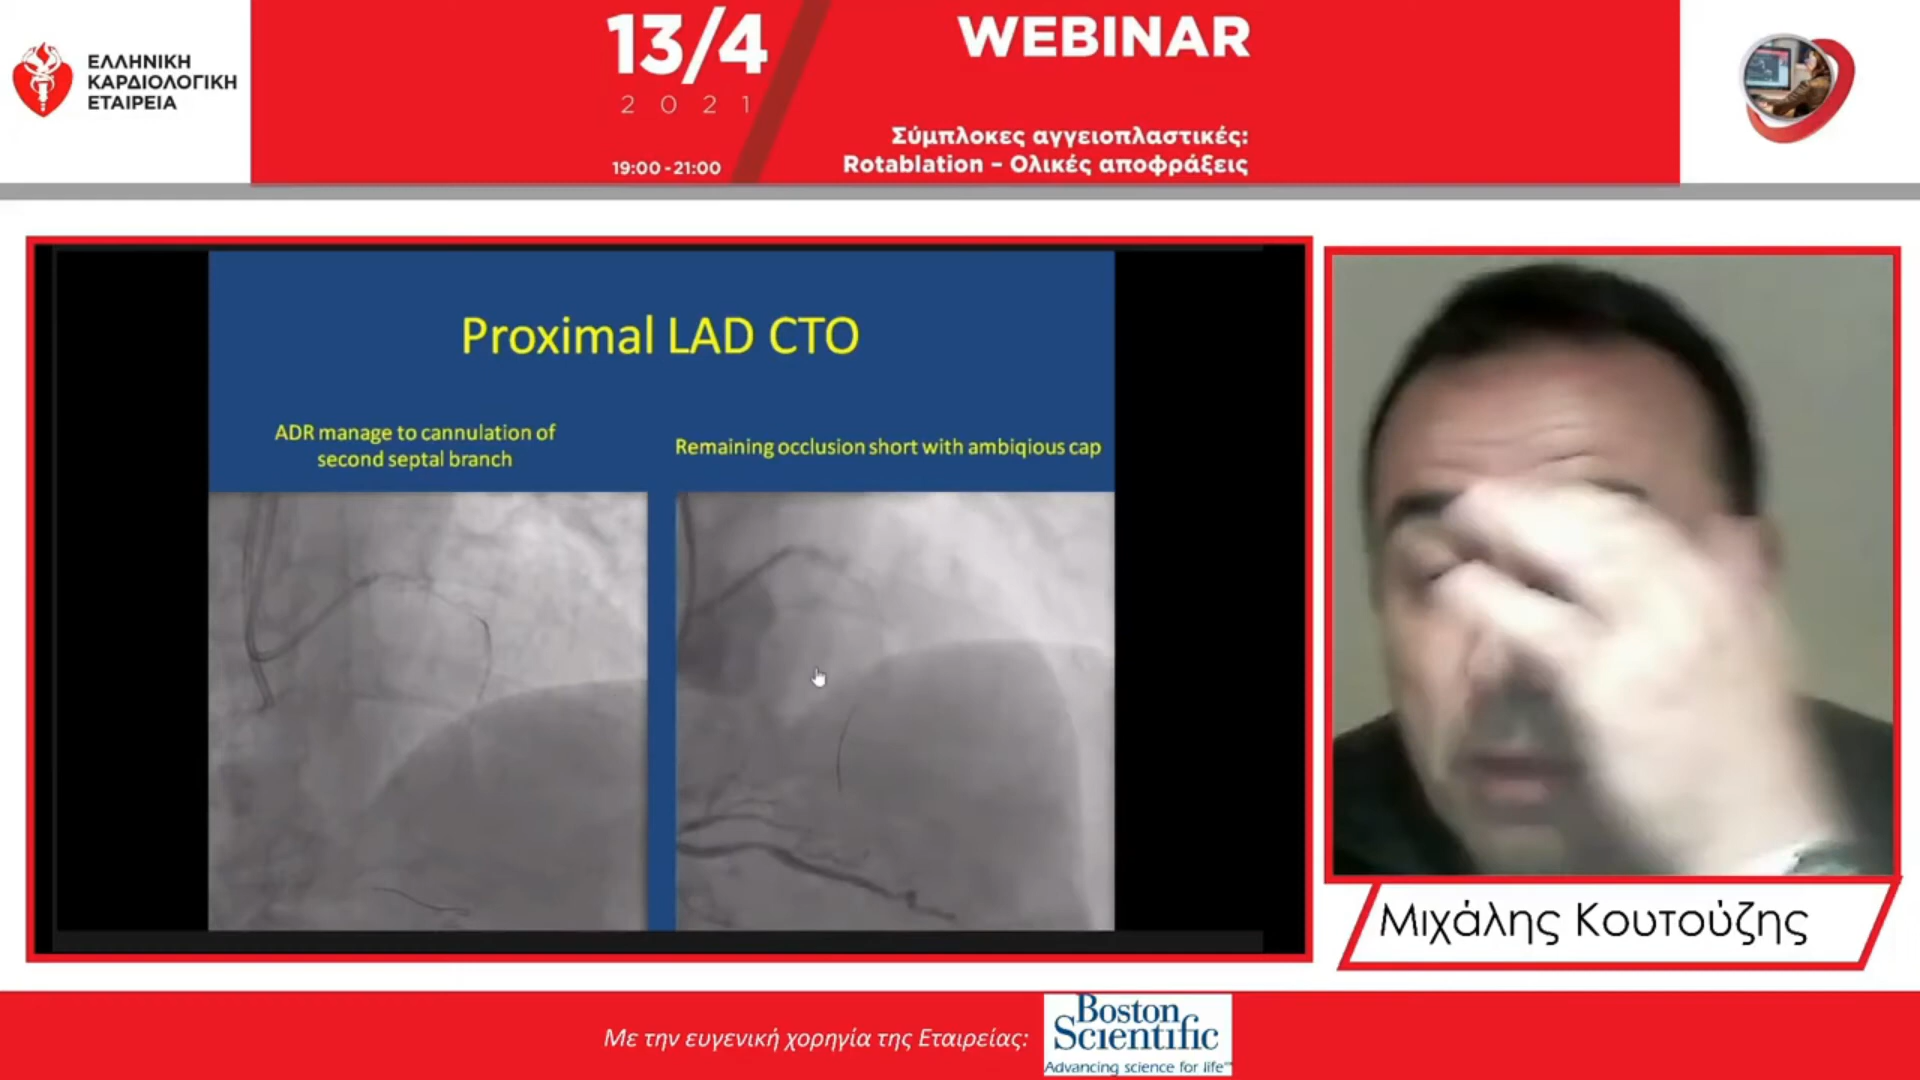 ΕΛΛΗΝΙΚΗ
ΚΑΡΔΙΟΛΟΓΙΚΗ
ΕΤΑΙΡΕΙΑ
13/4
2021
19:00-21:00
WEBINAR
Σύμπλοκες αγγειοπλαστικές:
Rotablation – Ολικές αποφράξεις
Proximal LAD CTO
ADR manage to cannulation of
second septal branch
Remaining occlusion short with ambiqious cap
Μιχάλης Κουτούζης
Με την ευγενική χορηγία της Εταιρείας:
Boston
Scientific
Advancing science for life™